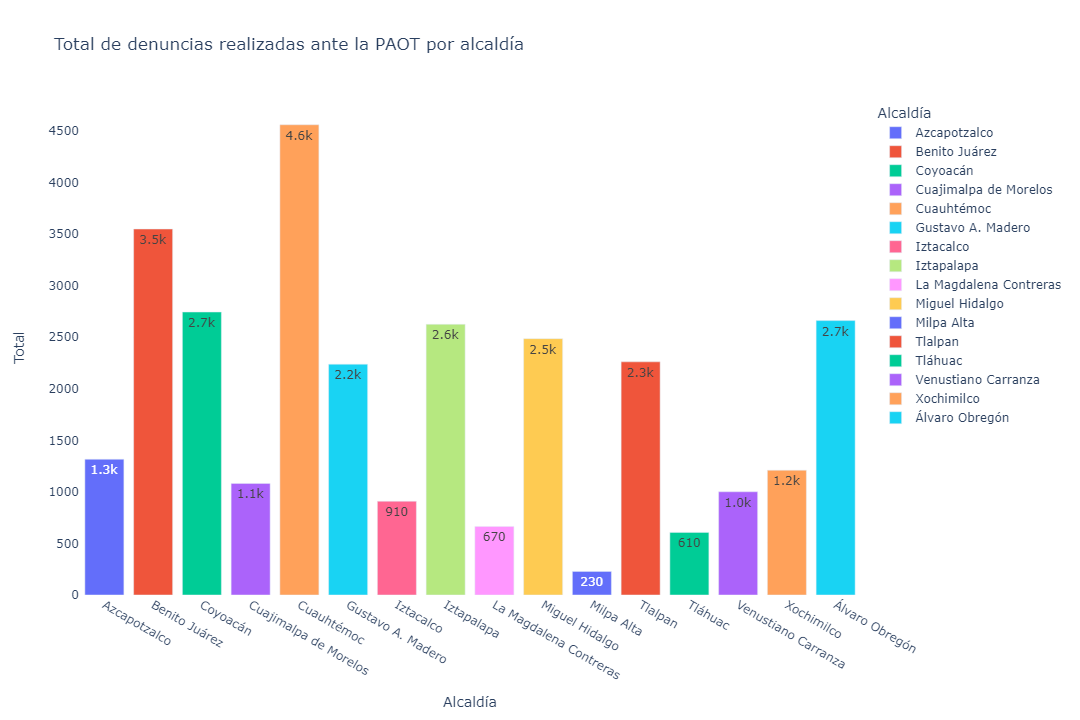 Total de denuncias realizadas ante la PAOT por alcaldía
Total
4500
4000
3500
3000
2500
2000
1500
1000
500
0
1.3k
3.5k
2.7k
1.1k
4.6k
2.2k
910
2.6k
670
2.5k
230
2.3k
610
1.0k
1.2k
2.7k
Azcapotzalco
Benito Juárez
Coyoacán
Cuajimalpa de Morelos
Cuauhtémoc
Gustavo A. Madero
Iztacalco
Iztapalapa
La Magdalena Contreras
Miguel Hidalgo
Milpa Alta
Tlalpan
Tláhuac
Venustiano Carranza
Xochimilco
Álvaro Obregón
Alcaldía
Alcaldía
Azcapotzalco
Benito Juárez
Coyoacán
Cuajimalpa de Morelos
Cuauhtémoc
Gustavo A. Madero
Iztacalco
Iztapalapa
La Magdalena Contreras
Miguel Hidalgo
Milpa Alta
Tlalpan
Tláhuac
Venustiano Carranza
Xochimilco
Álvaro Obregón